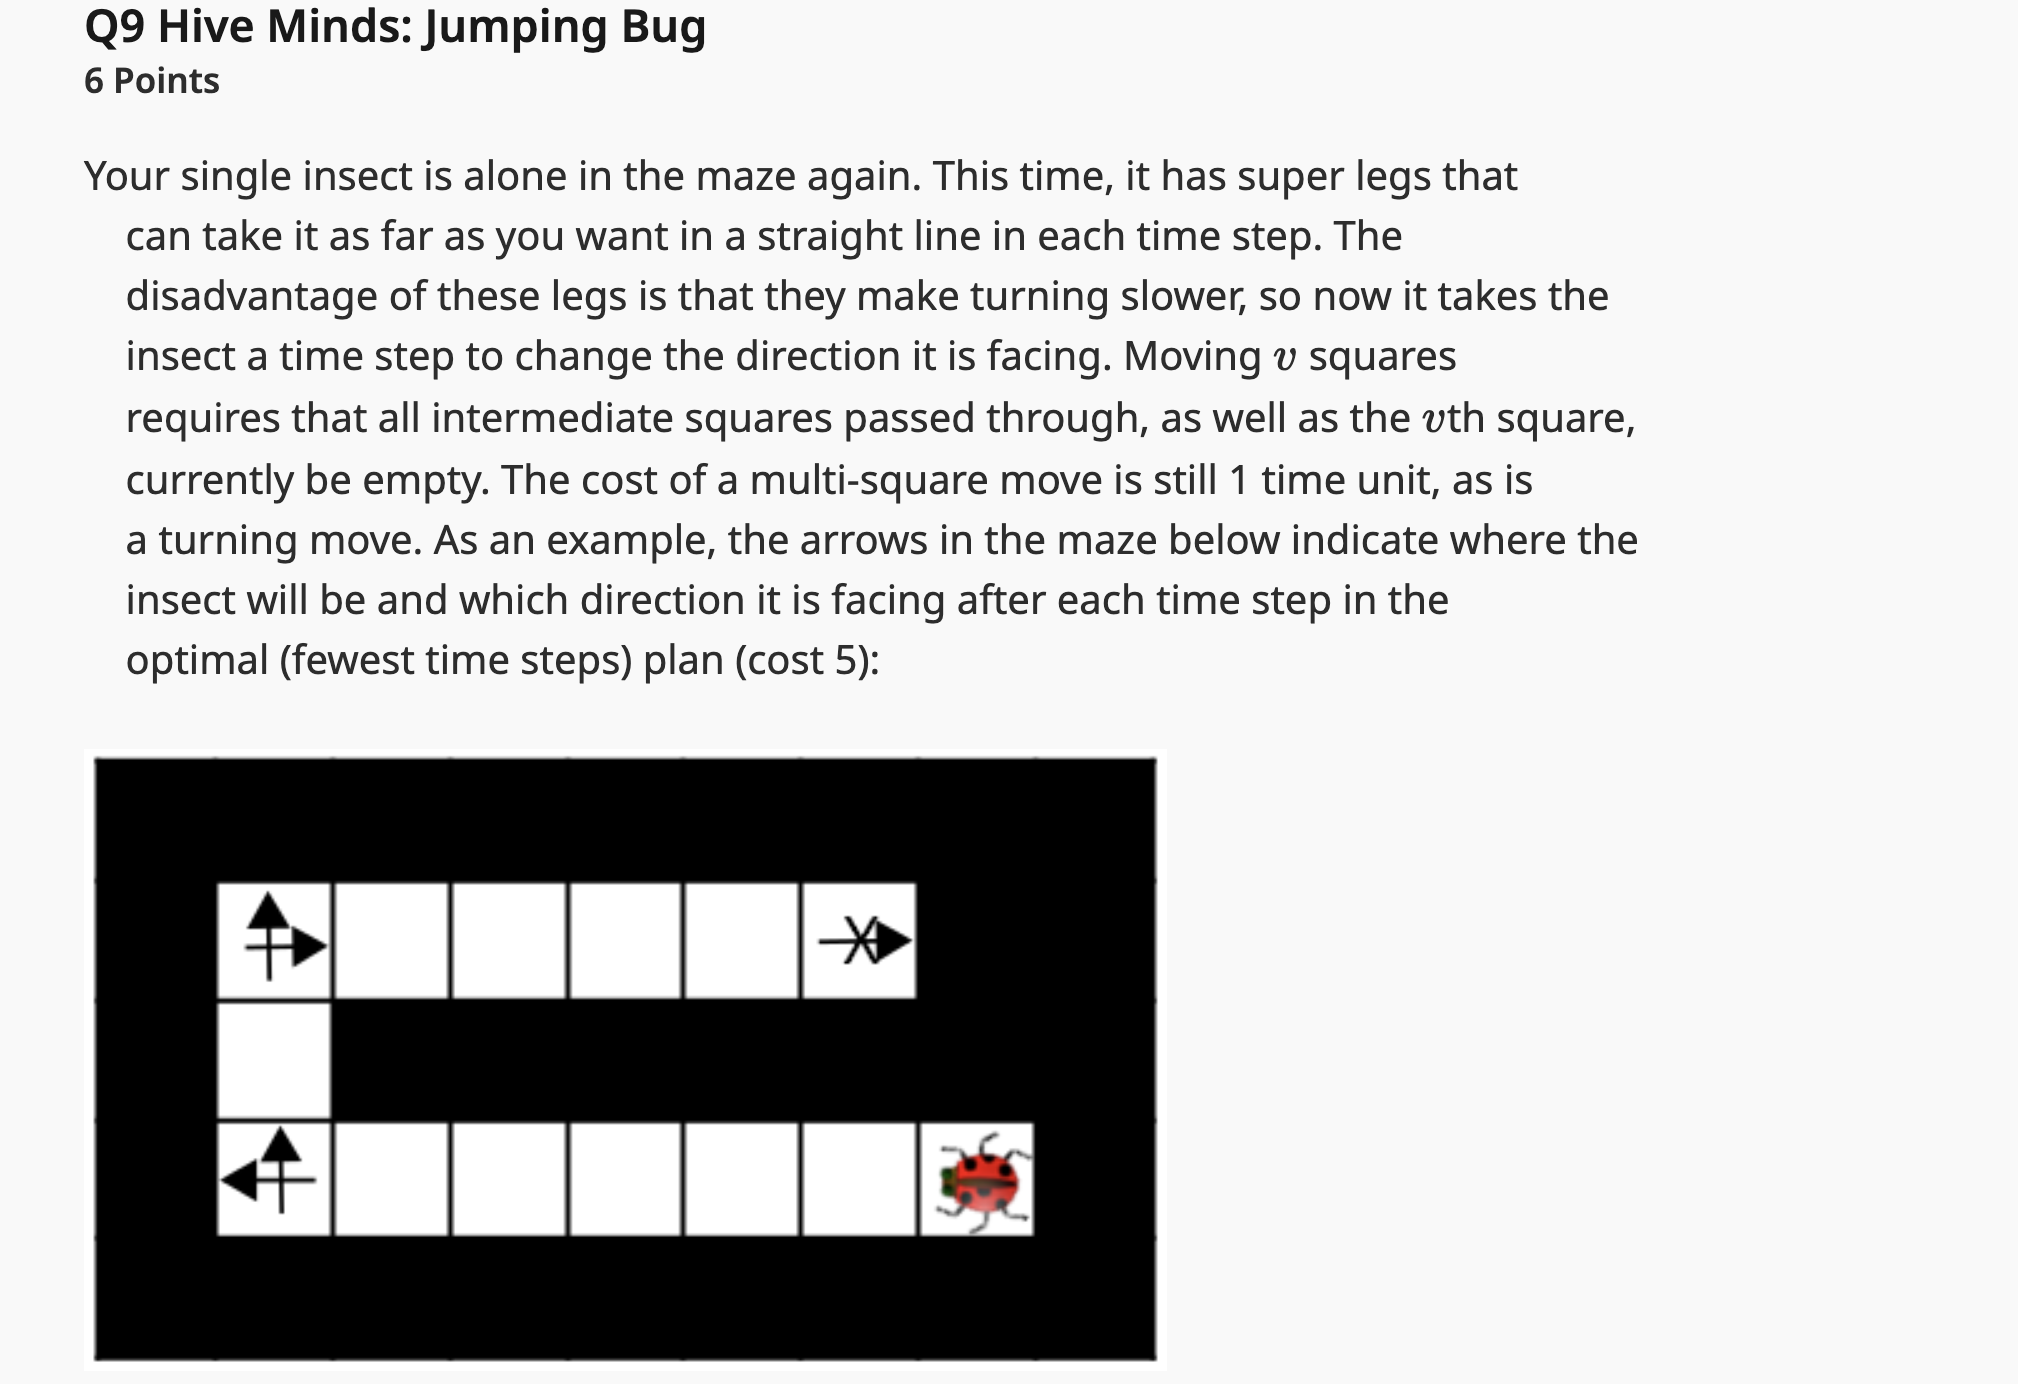 Q9 Hive Minds: Jumping Bug
6 Points
Your single insect is alone in the maze again. This time, it has super legs that
can take it as far as you want in a straight line in each time step. The
disadvantage of these legs is that they make turning slower, so now it takes the
insect a time step to change the direction it is facing. Moving v squares
requires that all intermediate squares passed through, as well as the vth square,
currently be empty. The cost of a multi-square move is still 1 time unit, as is
a turning move. As an example, the arrows in the maze below indicate where the
insect will be and which direction it is facing after each time step in the
optimal (fewest time steps) plan (cost 5):
X